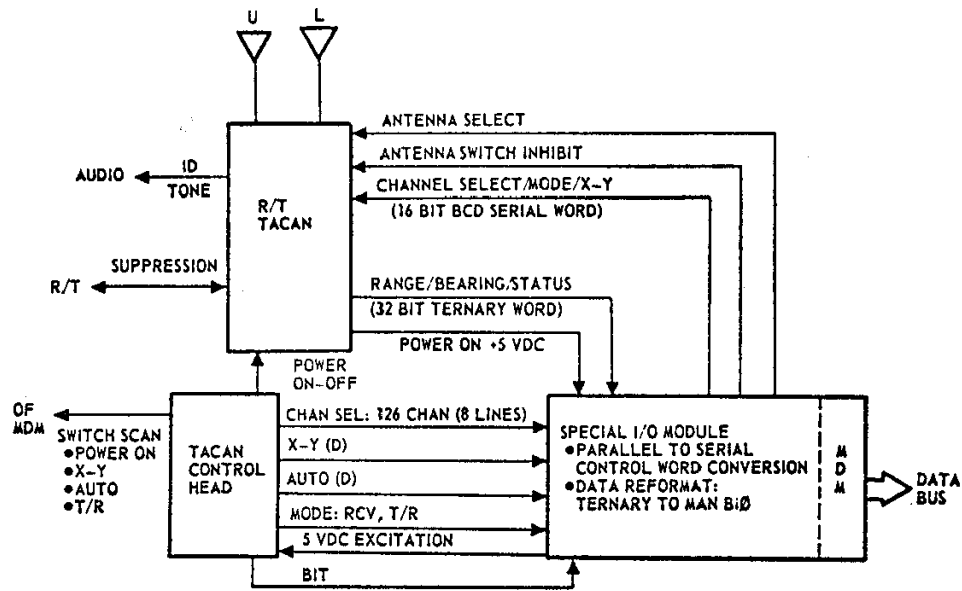 U
L
ANTENNA SELECT
ANTENNA SWITCH INHIBIT
CHANNEL SELECT/MODE/X-Y
(16 BIT BCD SERIAL WORD)
AUDIO
ID
TONE
R/T
TACAN
SUPPRESSION
R/T
RANGE/BEARING/STATUS
(32 BIT TERNARY WORD)
POWER ON +5 VDC
POWER
ON-OFF
OF
MDM
SWITCH SCAN
●POWER ON
●X-Y
●AUTO
●T/R
TACAN
CONTROL
HEAD
CHAN SEL: 126 CHAN (8 LINES)
X-Y (D)
AUTO (D)
MODE: RCV, T/R
5 VDC EXCITATION
BIT
SPECIAL I/O MODULE
●PARALLEL TO SERIAL
CONTROL WORD CONVERSION
●DATA REFORMAT:
TERNARY TO MAN BiØ
MDM
DATA
BUS